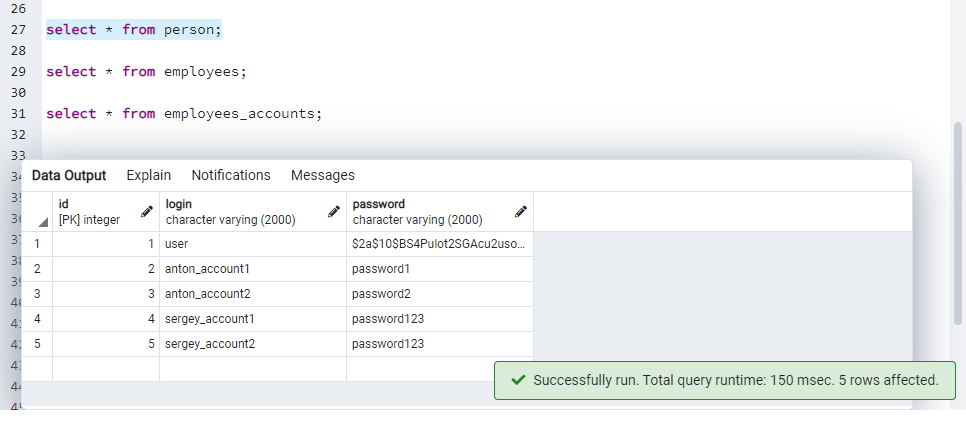 26
27 select * from person;
28
29 select * from employees;
30
31 select * from employees_accounts;
32
33
Data Output Explain Notifications Messages
id login password
[PK] integer character varying (2000) character varying (2000)
1 1 user $2a$10$BS4Pulot2SGAcu2uso...
2 2 anton_account1 password1
3 3 anton_account2 password2
4 4 sergey_account1 password123
5 5 sergey_account2 password123
Successfully run. Total query runtime: 150 msec. 5 rows affected.